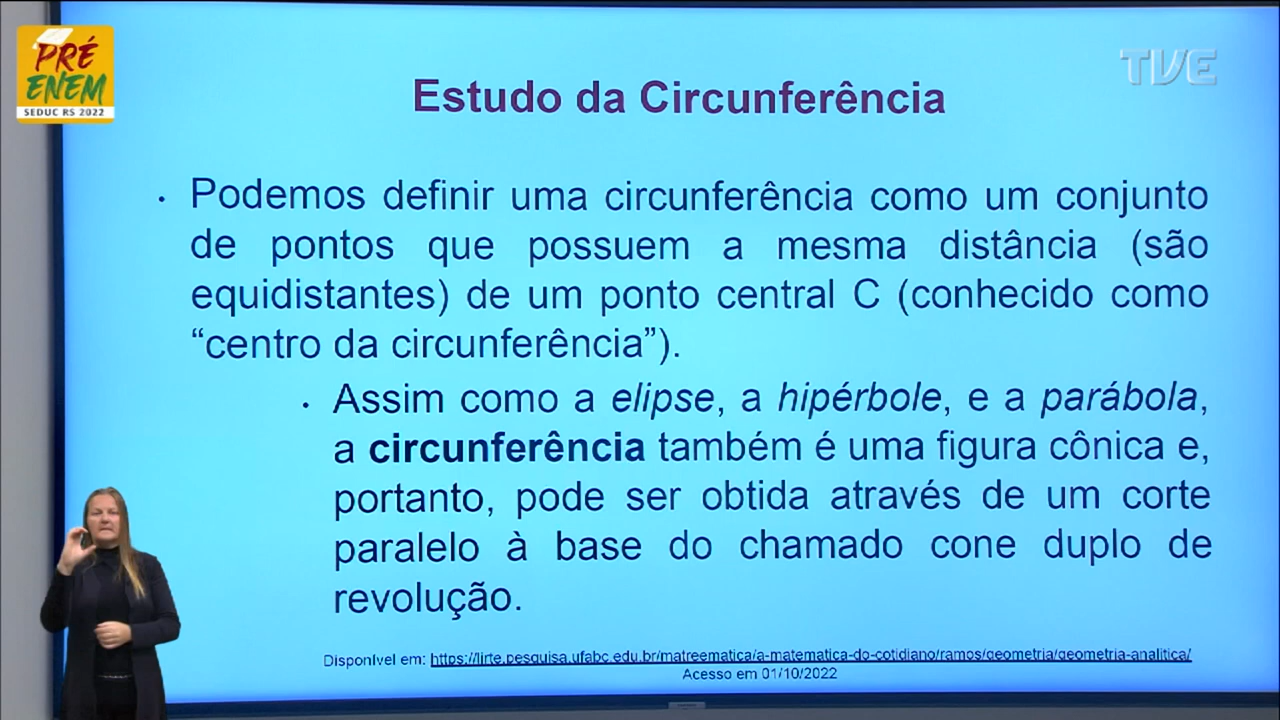 PRÉ
ENEM
SEDUC RS 2022
TVE
Estudo da Circunferência
• Podemos definir uma circunferência como um conjunto
de pontos que possuem a mesma distância (são
equidistantes) de um ponto central C (conhecido como
“centro da circunferência”).
• Assim como a elipse, a hipérbole, e a parábola,
a circunferência também é uma figura cônica e,
portanto, pode ser obtida através de um corte
paralelo à base do chamado cone duplo de
revolução.
Disponível em: https://lirte.pesquisa.ufabc.edu.br/matreematica/a-matematica-do-cotidiano/ramos/geometria/geometria-analitica/
Acesso em 01/10/2022